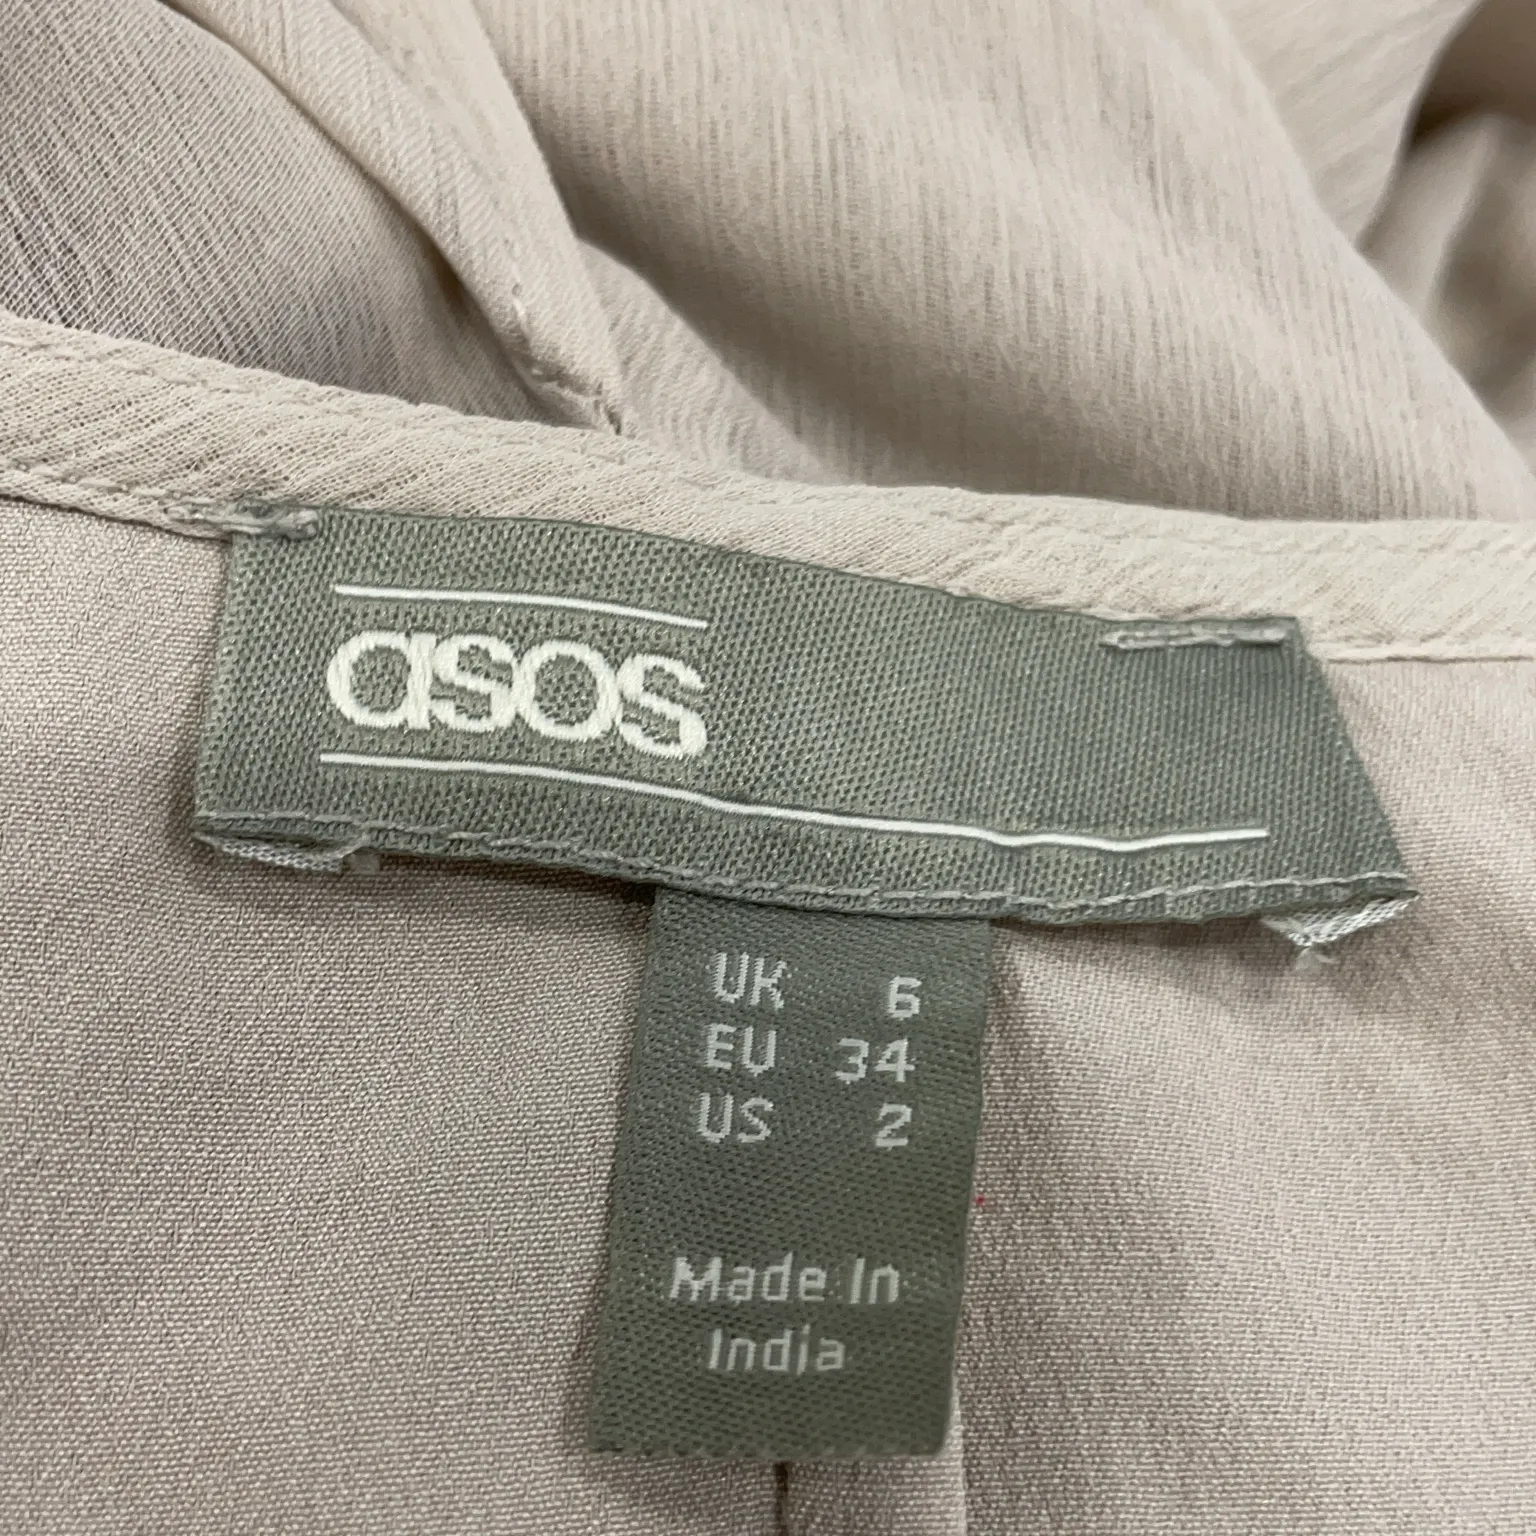 asos
UK 6
EU 34
US 2
Made In
India